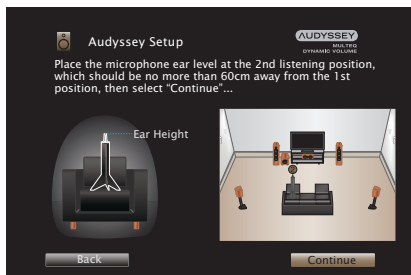 Audyssey Setup
AUDYSSEY
MULTEQ
DYNAMIC VOLUME
Place the microphone ear level at the 2nd listening position,
which should be no more than 60cm away from the 1st
position, then select “Continue”...
Ear Height
Back
Continue